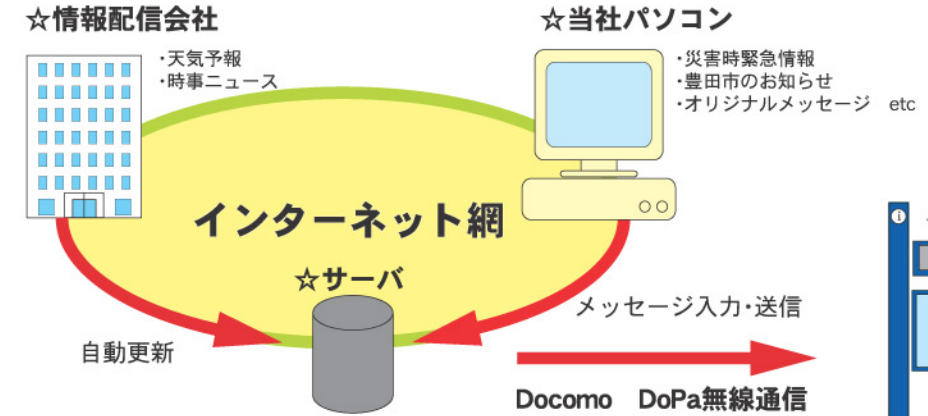 ☆情報配信会社
・天気予報
・時事ニュース
☆当社パソコン
・災害時緊急情報
・豊田市のお知らせ
・オリジナルメッセージ　etc
インターネット網
☆サーバ
自動更新
メッセージ入力・送信
Docomo　DoPa無線通信
i